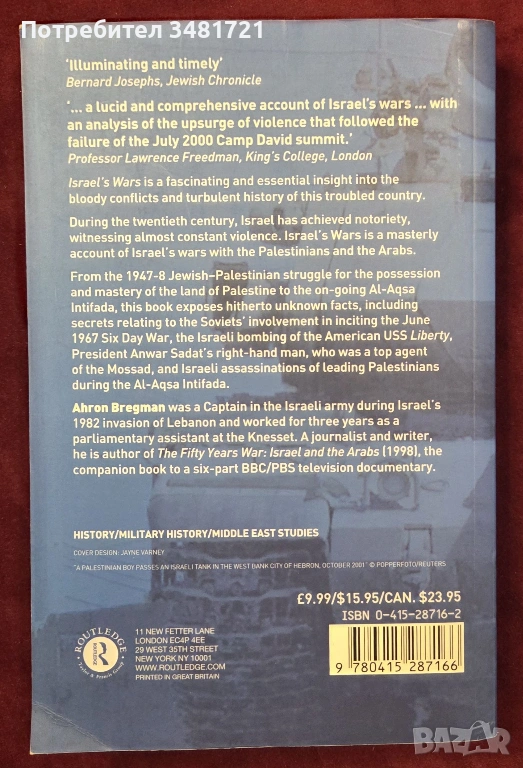 Потребител 3481721
‘Illuminating and timely’
Bernard Josephs, Jewish Chronicle
‘... a lucid and comprehensive account of Israel’s wars ... with
an analysis of the upsurge of violence that followed the
failure of the July 2000 Camp David summit.’
Professor Lawrence Freedman, King’s College, London
Israel’s Wars is a fascinating and essential insight into the
bloody conflicts and turbulent history of this troubled country.
During the twentieth century, Israel has achieved notoriety,
witnessing almost constant violence. Israel’s Wars is a masterly
account of Israel’s wars with the Palestinians and the Arabs.
From the 1947-8 Jewish–Palestinian struggle for the possession
and mastery of the land of Palestine to the on-going Al-Aqsa
Intifada, this book exposes hitherto unknown facts, including
secrets relating to the Soviets’ involvement in inciting the June
1967 Six Day War, the Israeli bombing of the American USS Liberty,
President Anwar Sadat’s right-hand man, who was a top agent
of the Mossad, and Israeli assassinations of leading Palestinians
during the Al-Aqsa Intifada.
Ahron Bregman was a Captain in the Israeli army during Israel’s
1982 invasion of Lebanon and worked for three years as a
parliamentary assistant at the Knesset. A journalist and writer,
he is author of The Fifty Years War: Israel and the Arabs (1998), the
companion book to a six-part BBC/PBS television documentary.
HISTORY/MILITARY HISTORY/MIDDLE EAST STUDIES
COVER DESIGN: JAYNE VARNEY
“A PALESTINIAN BOY PASSES AN ISRAELI TANK IN THE WEST BANK CITY OF HEBRON, OCTOBER 2001” © POPPERFOTO/REUTERS
£9.99/$15.95/CAN. $23.95
ISBN 0-415-28716-2
9 780415 287166
ROUTLEDGE
ROUTLEDGE
Taylor & Francis Group
11 NEW FETTER LANE
LONDON EC4P 4EE
29 WEST 35TH STREET
NEW YORK NY 10001
WWW.ROUTLEDGE.COM
PRINTED IN GREAT BRITAIN
BAZAR